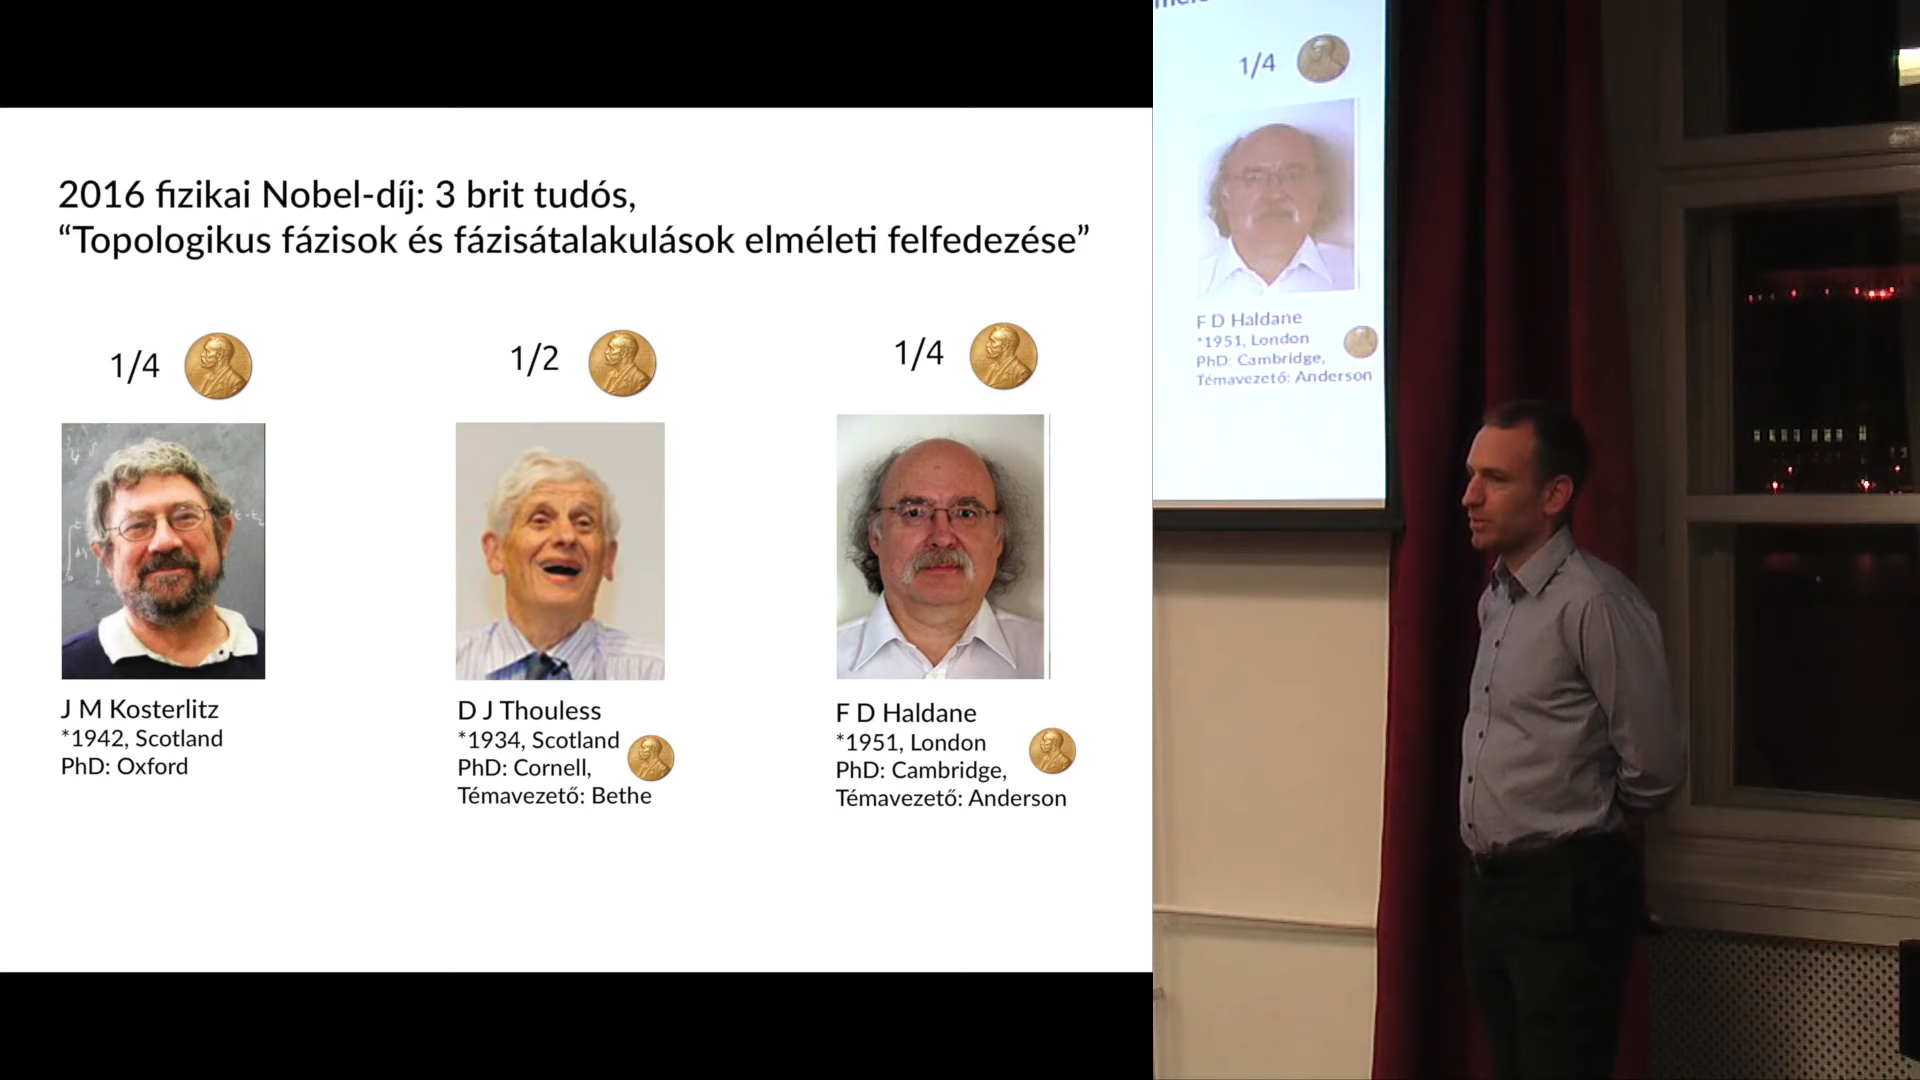 2016 fizikai Nobel-díj: 3 brit tudós,
“Topologikus fázisok és fázisátalakulások elméleti felfedezése”
1/4
1/2
1/4
J M Kosterlitz
*1942, Scotland
PhD: Oxford
D J Thouless
*1934, Scotland
PhD: Cornell,
Témavezető: Bethe
F D Haldane
*1951, London
PhD: Cambridge,
Témavezető: Anderson
1/4
F D Haldane
*1951, London
PhD: Cambridge,
Témavezető: Anderson